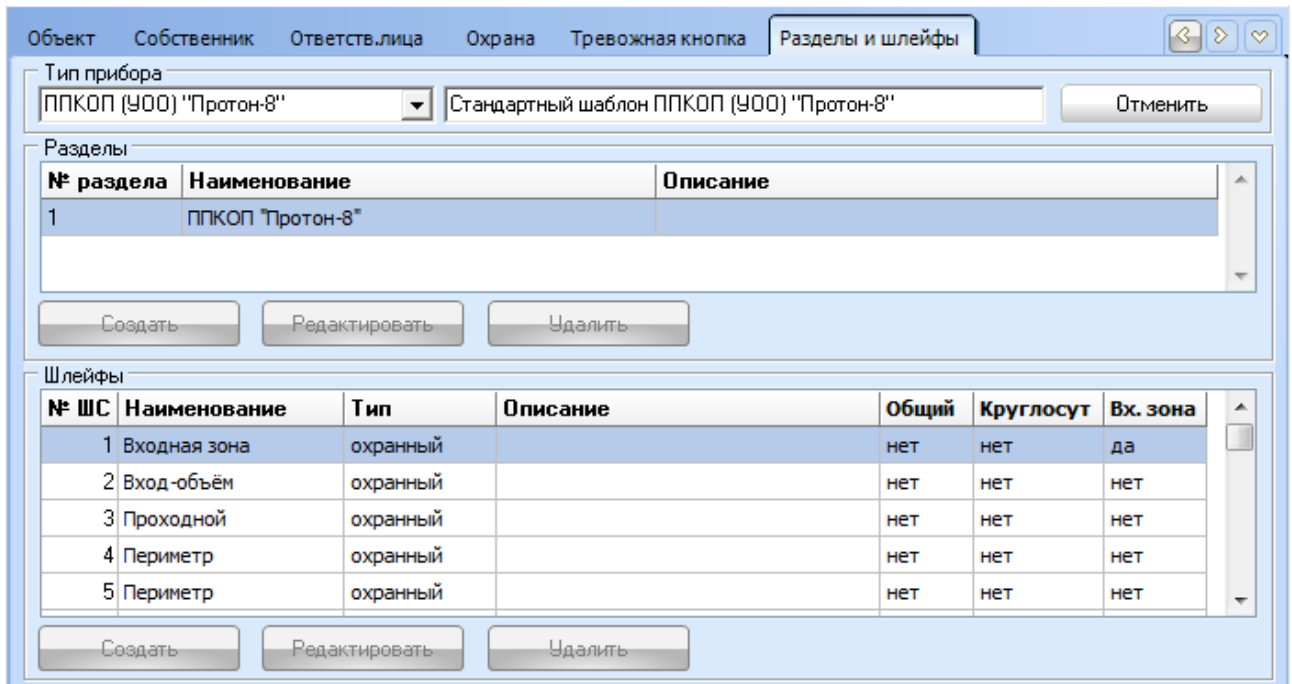 Объект Собственник Ответств.лица Охрана Тревожная кнопка Разделы и шлейфы
Тип прибора
ППКОП (УОО) "Протон-8" Стандартный шаблон ППКОП (УОО) "Протон-8" Отменить
Разделы
№ раздела Наименование Описание
1 ППКОП "Протон-8"
Создать Редактировать Удалить
Шлейфы
№ ШС Наименование Тип Описание Общий Круглосут Вх. зона
1 Входная зона охранный нет нет да
2 Вход-объём охранный нет нет нет
3 Проходной охранный нет нет нет
4 Периметр охранный нет нет нет
5 Периметр охранный нет нет нет
Создать Редактировать Удалить